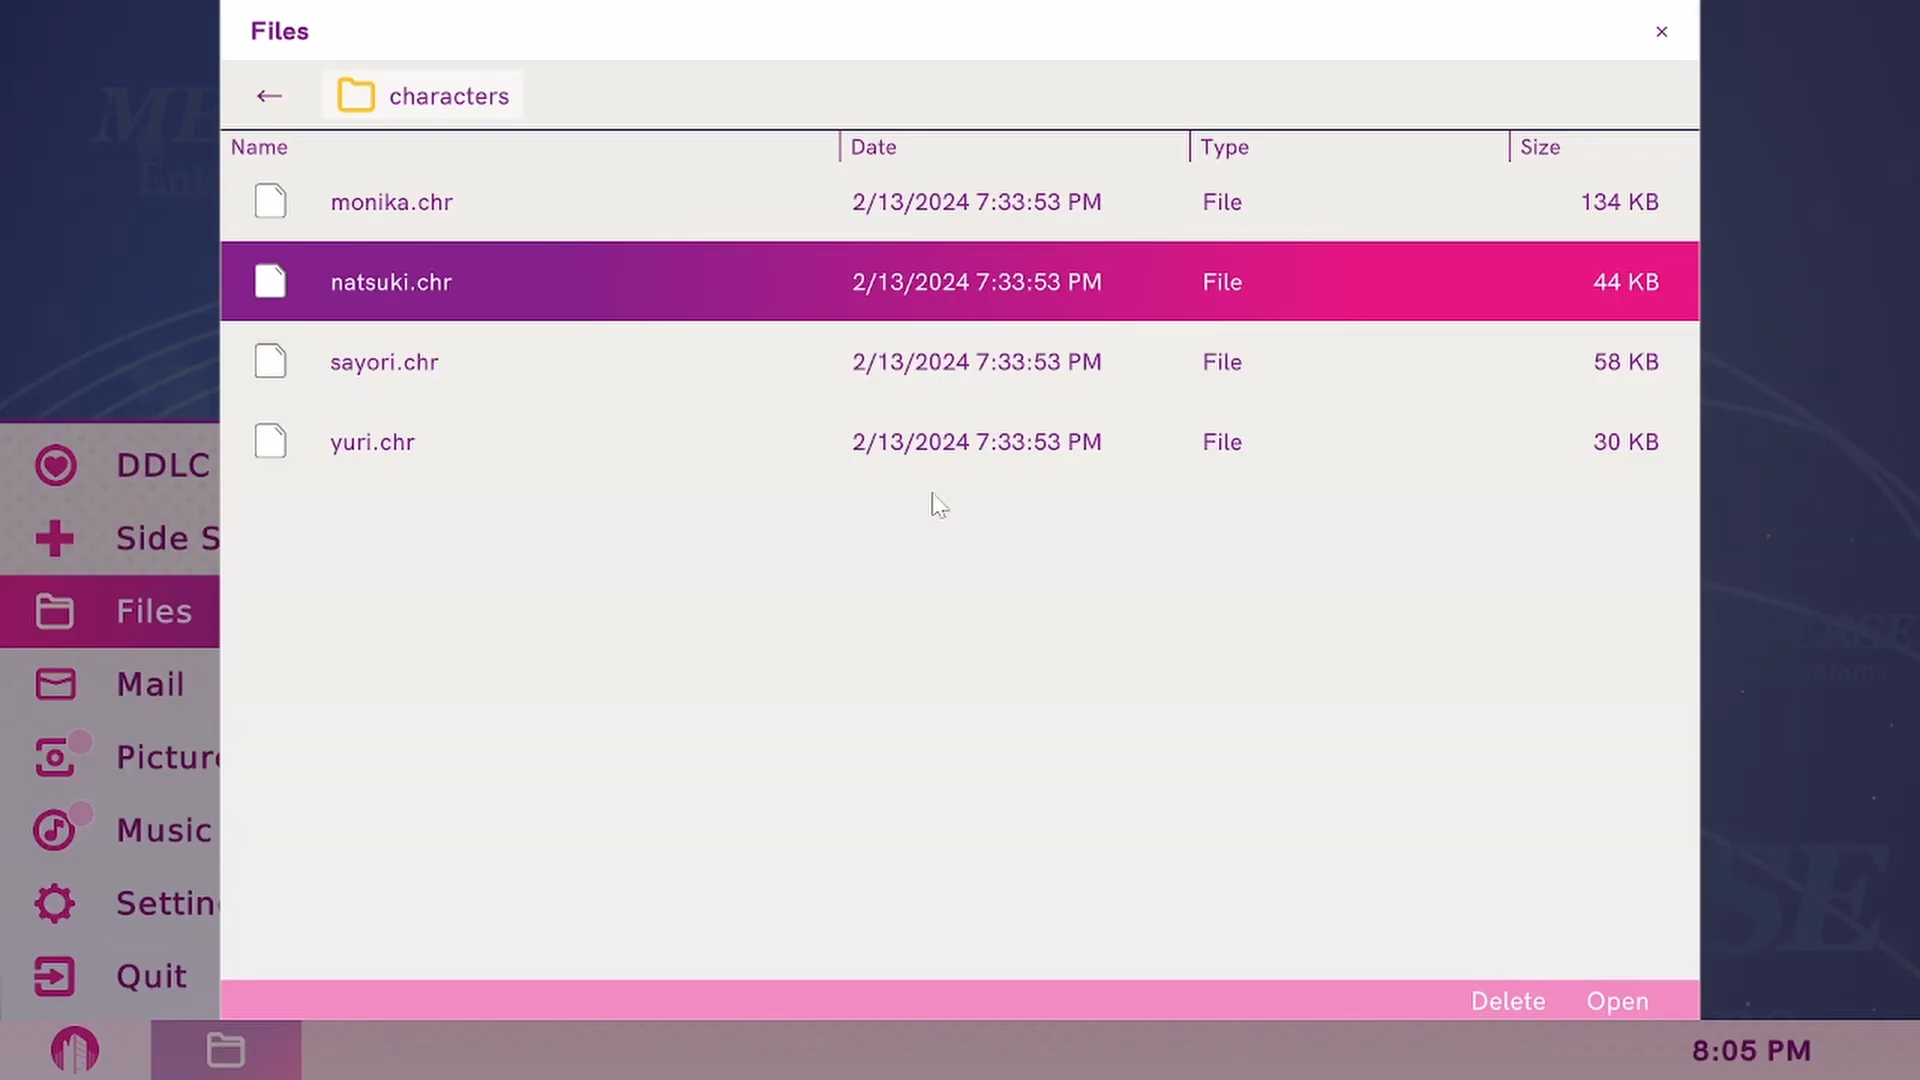 Files
×
← characters
Name Date Type Size
monika.chr 2/13/2024 7:33:53 PM File 134 KB
natsuki.chr 2/13/2024 7:33:53 PM File 44 KB
sayori.chr 2/13/2024 7:33:53 PM File 58 KB
yuri.chr 2/13/2024 7:33:53 PM File 30 KB
DDLC
Side S
Files
Mail
Picture
Music
Settin
Quit
Delete Open
8:05 PM